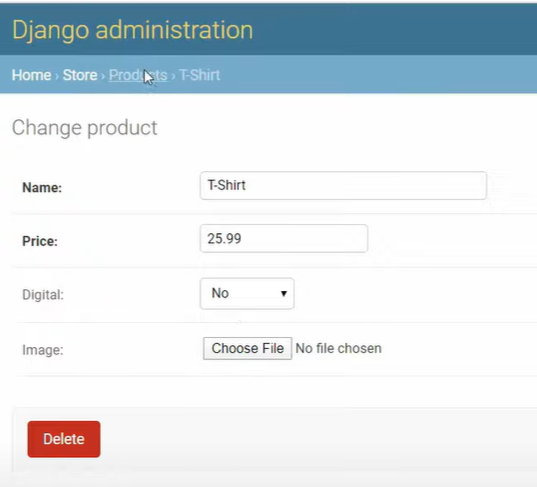 Django administration
Home › Store › Products › T-Shirt
Change product
Name: T-Shirt
Price: 25.99
Digital: No
Image: Choose File No file chosen
Delete